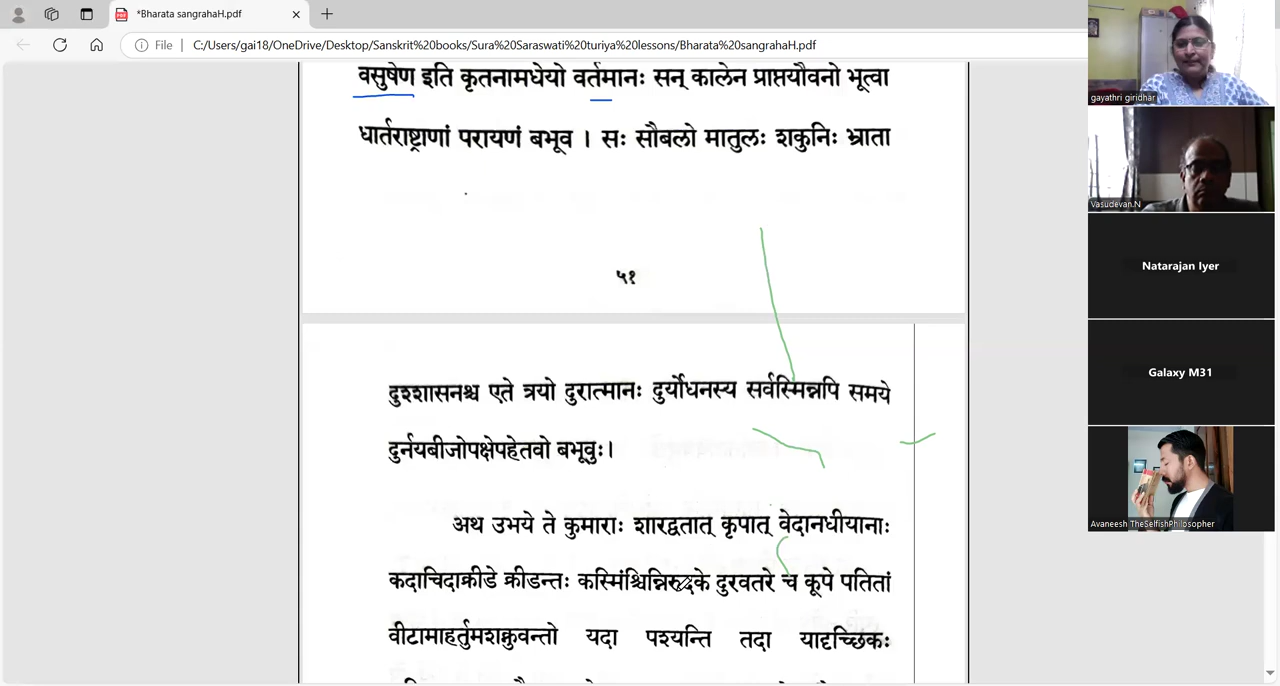 *Bharata sangrahaH.pdf
File
C:/Users/gai18/OneDrive/Desktop/Sanskrit%20books/Sura%20Saraswati%20turiya%20lessons/Bharata%20sangrahaH.pdf
वसुषेण इति कृतनामधेयो वर्तमानः सन् कालेन प्राप्तयौवनो भूत्वा
धार्तराष्ट्राणां परायणं बभूव । सः सौबलो मातुलः शकुनिः भ्राता
५१
दुश्शासनश्च एते त्रयो दुरात्मानः दुर्योधनस्य सर्वस्मिन्नपि समये
दुर्नयबीजोपक्षेपहेतवो बभूवुः।
अथ उभये ते कुमाराः शारद्वतात् कृपात् वेदानधीयानाः
कदाचिदाक्रीडे क्रीडन्तः कस्मिंश्चिन्निरुदके दुरवतरे च कूपे पतितां
वीटामाहर्तुमशक्नुवन्तो यदा पश्यन्ति तदा यादृच्छिकः
gayathri giridhar
Vasudevan.N
Natarajan Iyer
Galaxy M31
Avaneesh TheSelfishPhilosopher